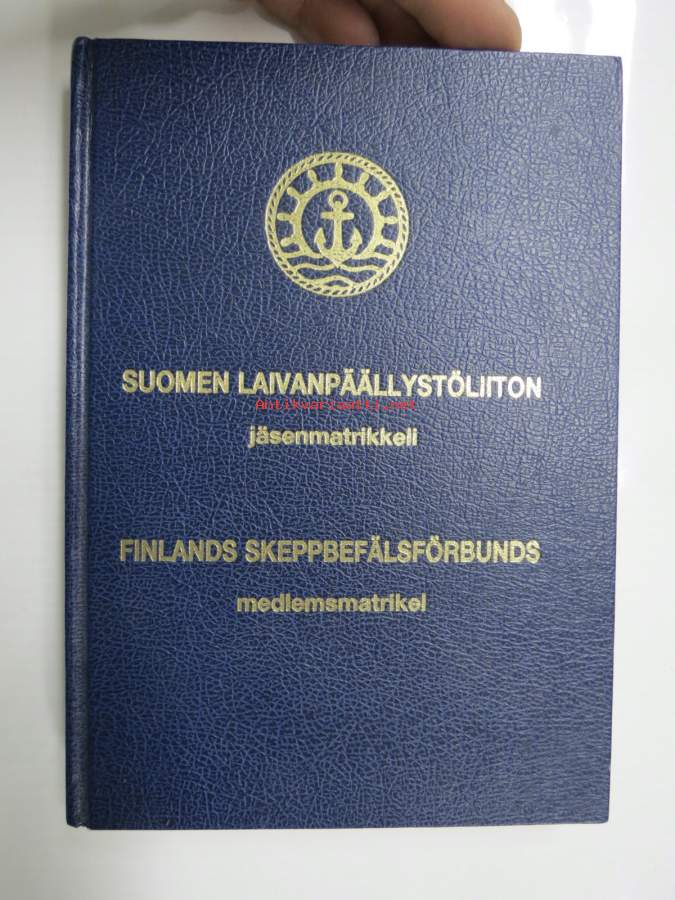 SUOMEN LAIVANPÄÄLLYSTÖLIITON
Antikvariaatti.net
jäsenmatrikkeli
FINLANDS SKEPPBEFÄLSFÖRBUNDS
medlemsmatrikel